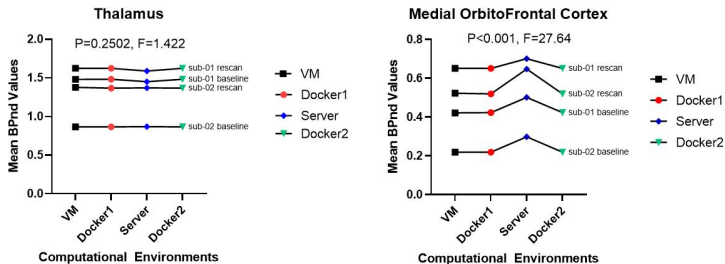 Thalamus
P=0.2502, F=1.422
Mean BPnd Values
2.0
1.5
1.0
0.5
0.0
sub-01 rescan
sub-01 baseline
sub-02 rescan
sub-02 baseline
VM
Docker1
Server
Docker2
Computational Environments
VM
Docker1
Server
Docker2
Medial OrbitoFrontal Cortex
P<0.001, F=27.64
Mean BPnd Values
0.8
0.6
0.4
0.2
0.0
sub-01 rescan
sub-02 rescan
sub-01 baseline
sub-02 baseline
VM
Docker1
Server
Docker2
Computational Environments
VM
Docker1
Server
Docker2